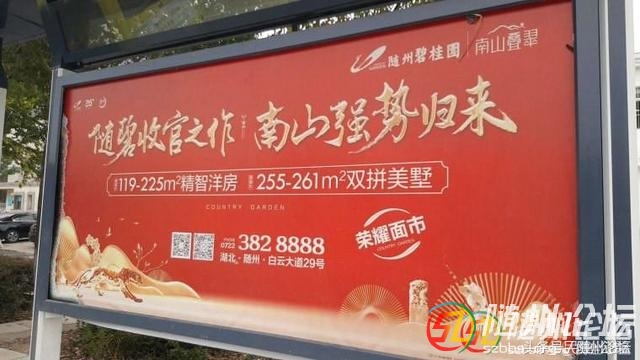 随州碧桂园 南山叠翠
随碧收官之作 南山强势归来
119-225m²精智洋房 255-261m²双拼美墅
COUNTRY GARDEN
0722 382 8888
湖北·随州·白云大道29号
荣耀面市
COUNTRY GARDEN
随州论坛